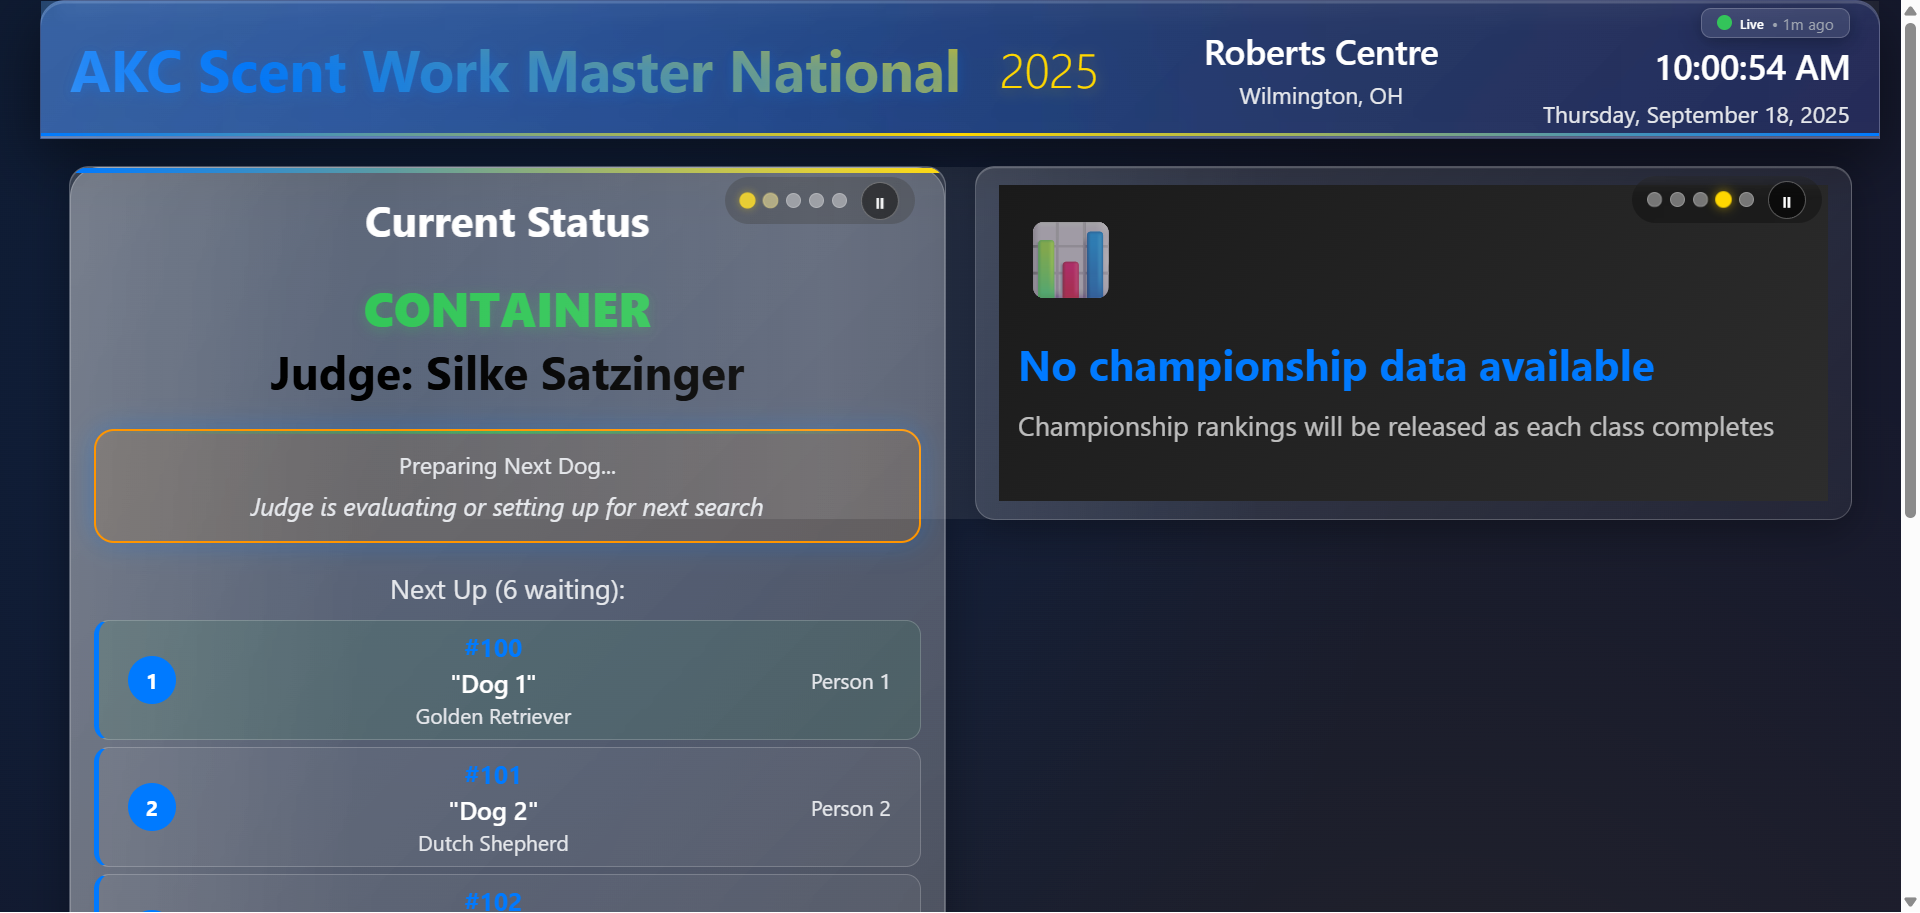 AKC Scent Work Master National 2025
Roberts Centre
Wilmington, OH
Live • 1m ago
10:00:54 AM
Thursday, September 18, 2025
Current Status
CONTAINER
Judge: Silke Satzinger
Preparing Next Dog...
Judge is evaluating or setting up for next search
Next Up (6 waiting):
1
#100
"Dog 1"
Golden Retriever
Person 1
2
#101
"Dog 2"
Dutch Shepherd
Person 2
#102
No championship data available
Championship rankings will be released as each class completes